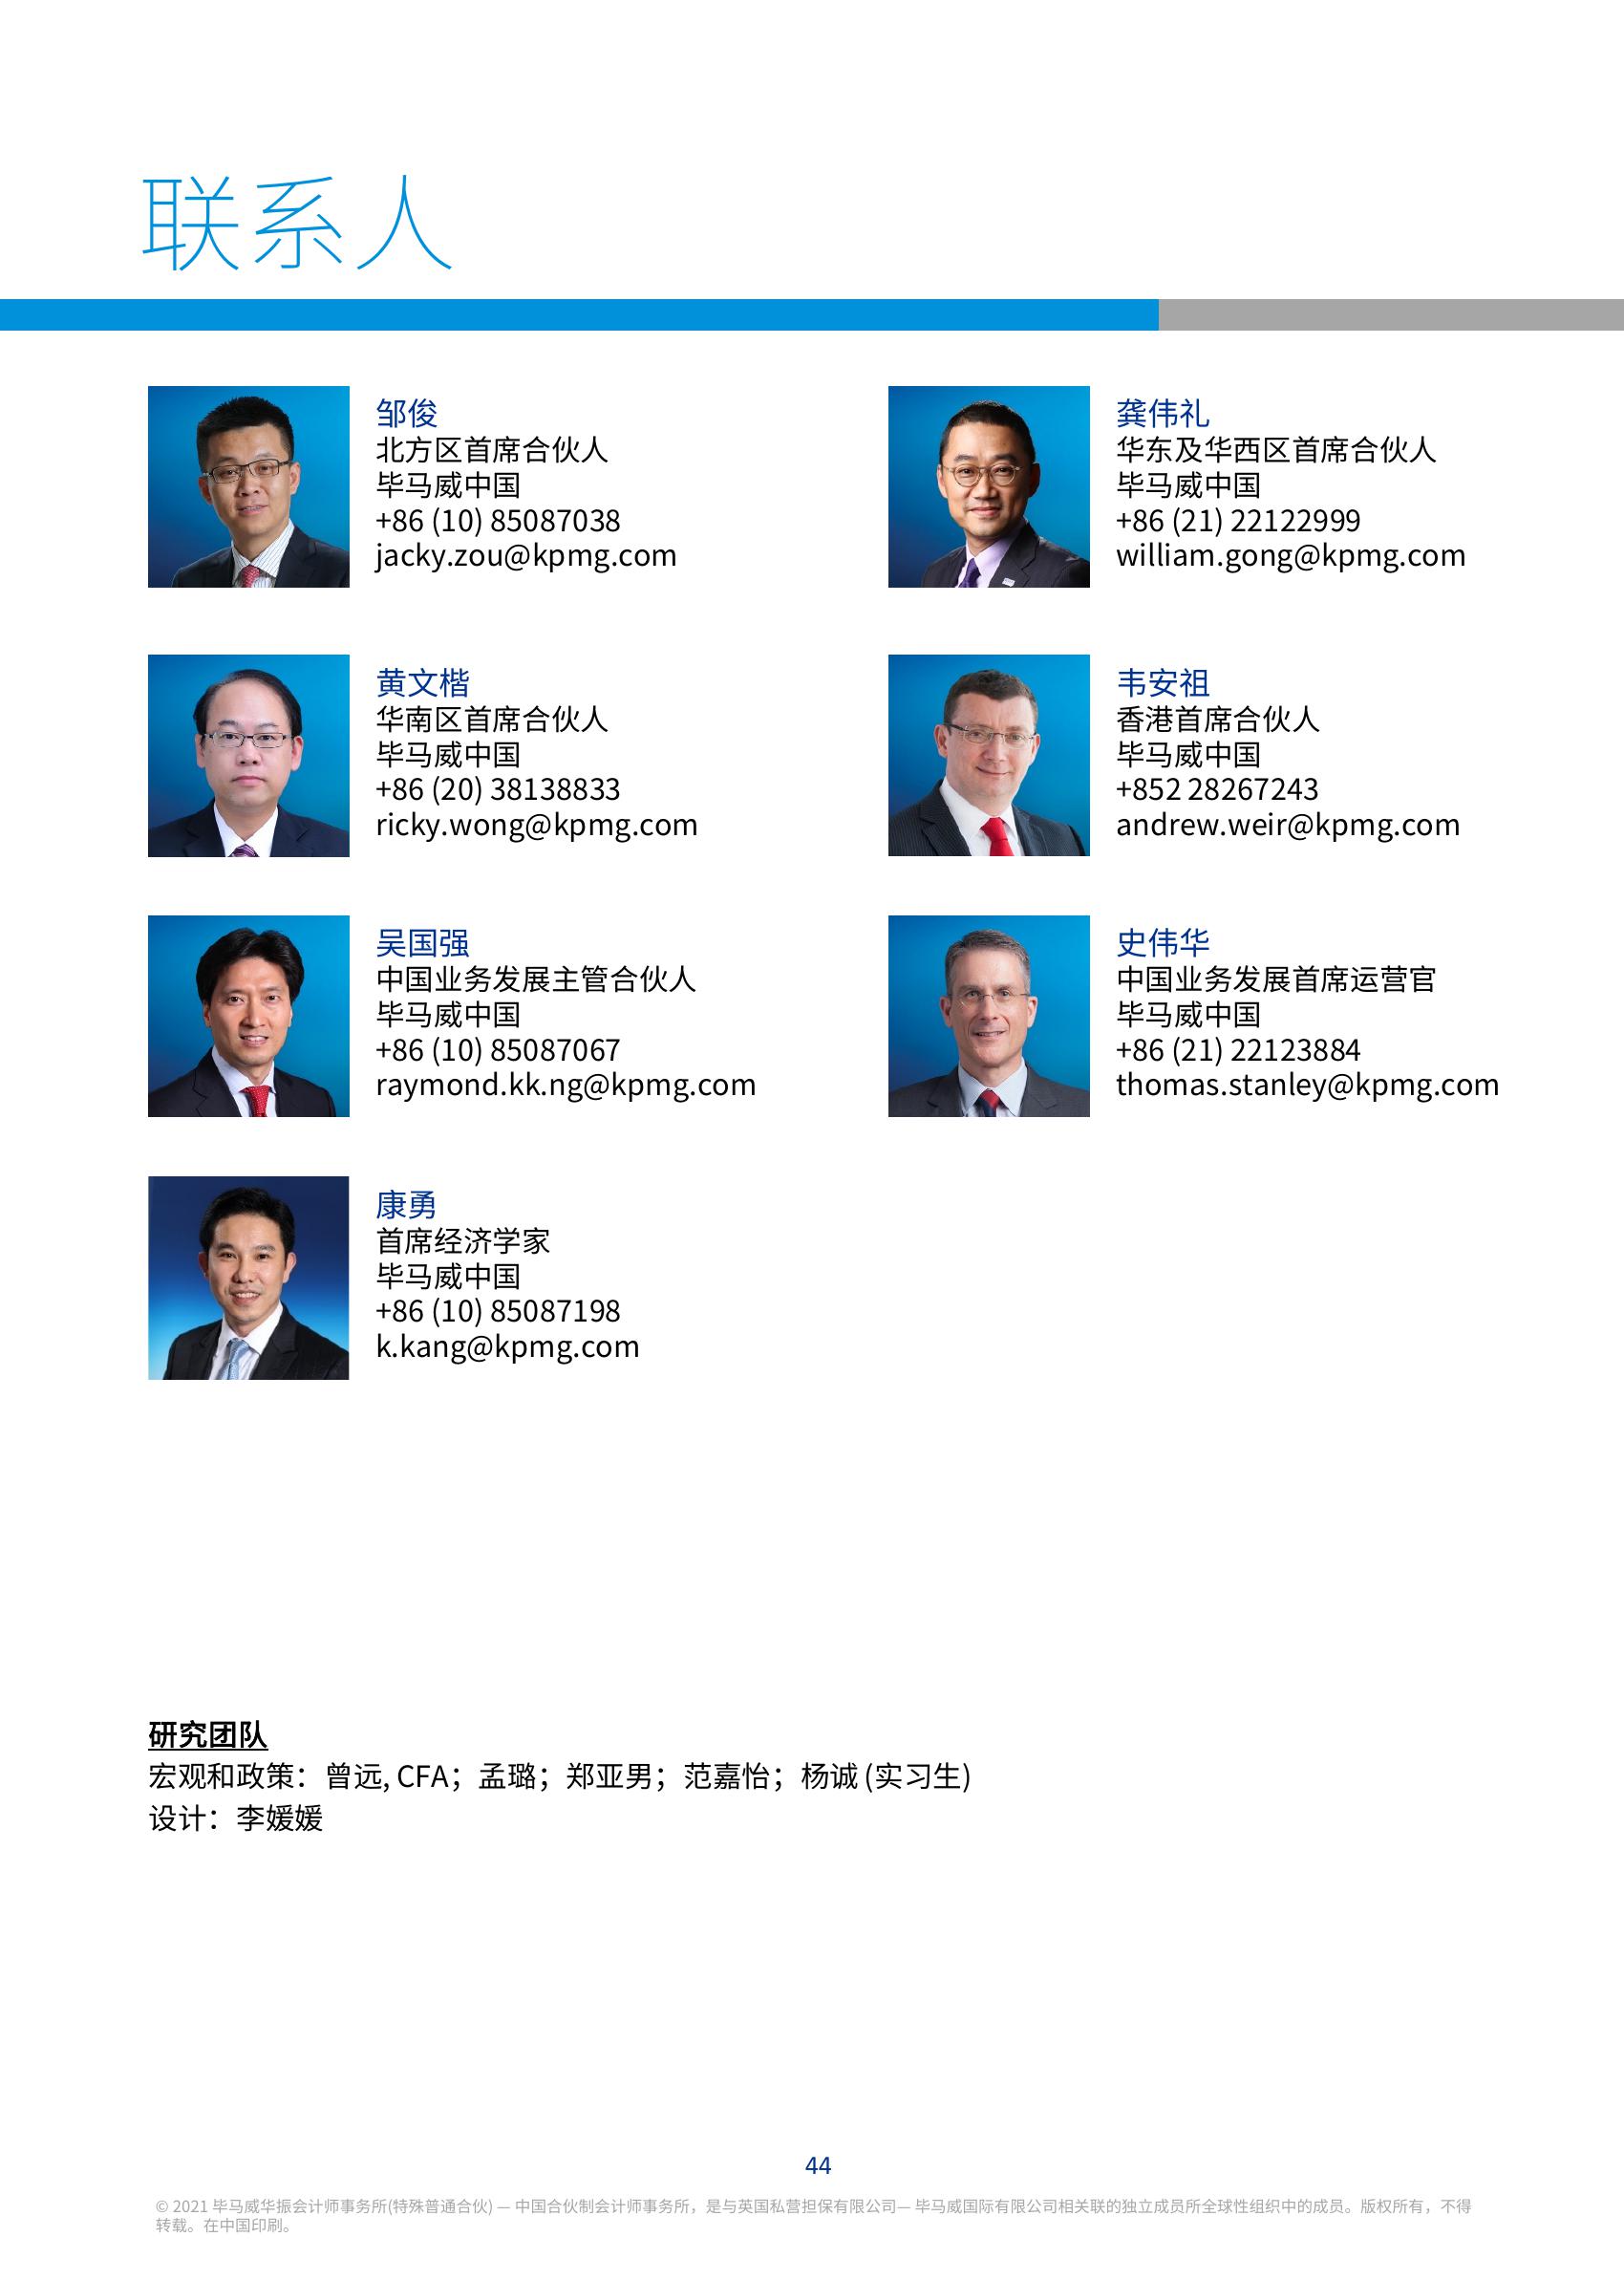 联系人
邹俊
北方区首席合伙人
毕马威中国
+86 (10) 85087038
jacky.zou@kpmg.com
龚伟礼
华东及华西区首席合伙人
毕马威中国
+86 (21) 22122999
william.gong@kpmg.com
黄文楷
华南区首席合伙人
毕马威中国
+86 (20) 38138833
ricky.wong@kpmg.com
韦安祖
香港首席合伙人
毕马威中国
+852 28267243
andrew.weir@kpmg.com
吴国强
中国业务发展主管合伙人
毕马威中国
+86 (10) 85087067
raymond.kk.ng@kpmg.com
史伟华
中国业务发展首席运营官
毕马威中国
+86 (21) 22123884
thomas.stanley@kpmg.com
康勇
首席经济学家
毕马威中国
+86 (10) 85087198
k.kang@kpmg.com
研究团队
宏观和政策：曾远, CFA；孟璐；郑亚男；范嘉怡；杨诚 (实习生)
设计：李媛媛
44
© 2021 毕马威华振会计师事务所(特殊普通合伙) — 中国合伙制会计师事务所，是与英国私营担保有限公司— 毕马威国际有限公司相关联的独立成员所全球性组织中的成员。版权所有，不得
转载。在中国印刷。